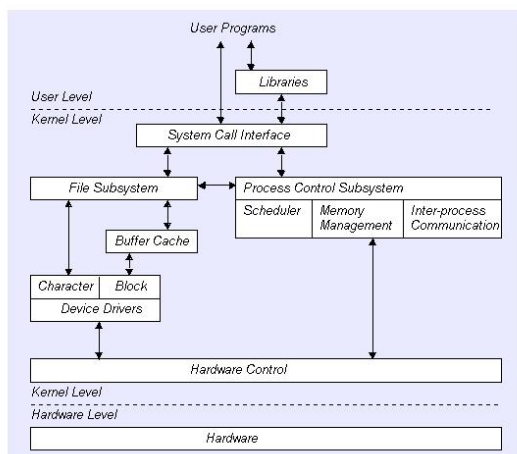 User Programs
Libraries
User Level
Kernel Level
System Call Interface
File Subsystem
Process Control Subsystem
Scheduler
Memory
Management
Inter-process
Communication
Buffer Cache
Character
Block
Device Drivers
Hardware Control
Kernel Level
Hardware Level
Hardware